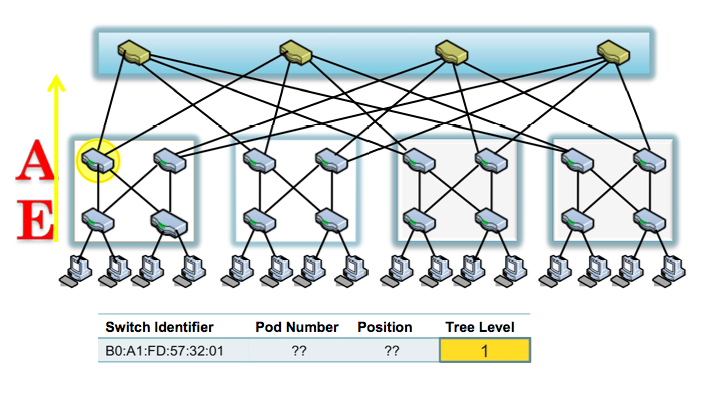 A
E
Switch Identifier Pod Number Position Tree Level
B0:A1:FD:57:32:01 ?? ?? 1